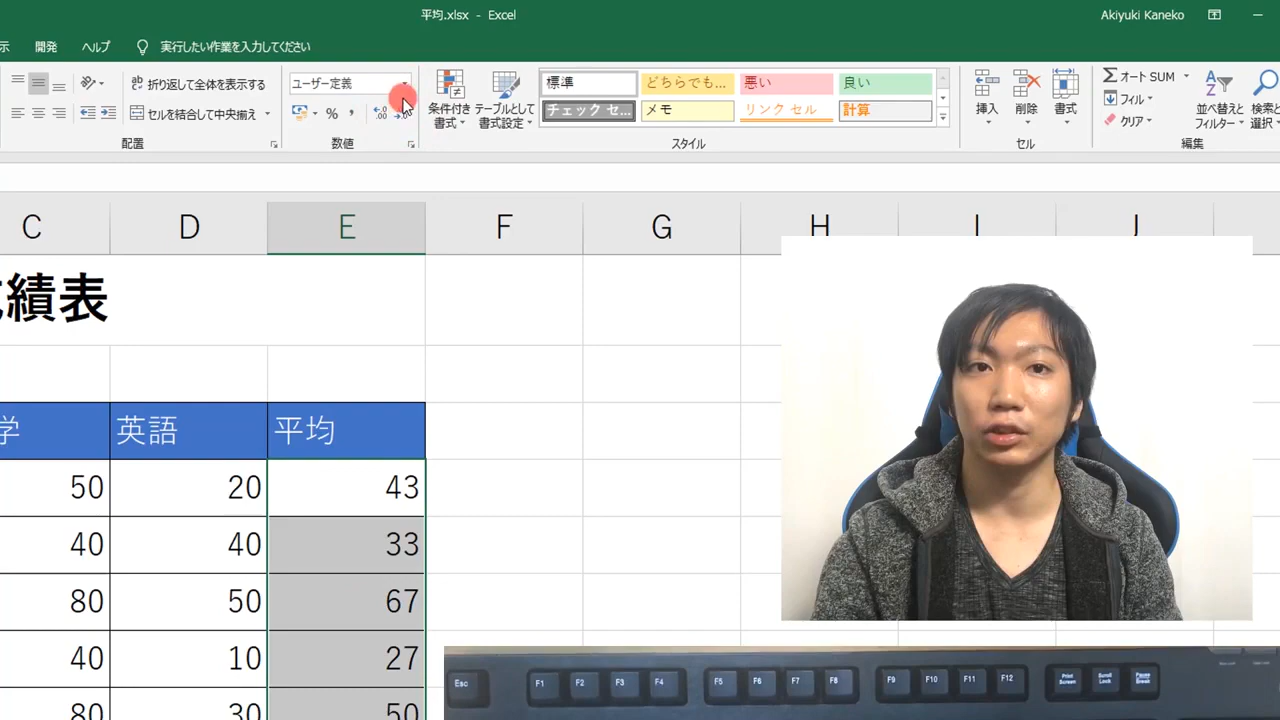 平均.xlsx - Excel
Akiyuki Kaneko
示 開発 ヘルプ 実行したい作業を入力してください
ab 折り返して全体を表示する
セルを結合して中央揃え
配置
ユーザー定義
% ,
数値
条件付き
書式
テーブルとして
書式設定
標準 どちらでも... 悪い 良い
チェック セ... メモ リンク セル 計算
スタイル
挿入 削除 書式
セル
Σ オート SUM
フィル
クリア
並べ替えと
フィルター
検索と
選択
編集
C D E F G H I J
績表
学 英語 平均
50 20 43
40 40 33
80 50 67
40 10 27
80 30 50
Esc F1 F2 F3 F4 F5 F6 F7 F8 F9 F10 F11 F12 Print Screen Scroll Lock Pause Break